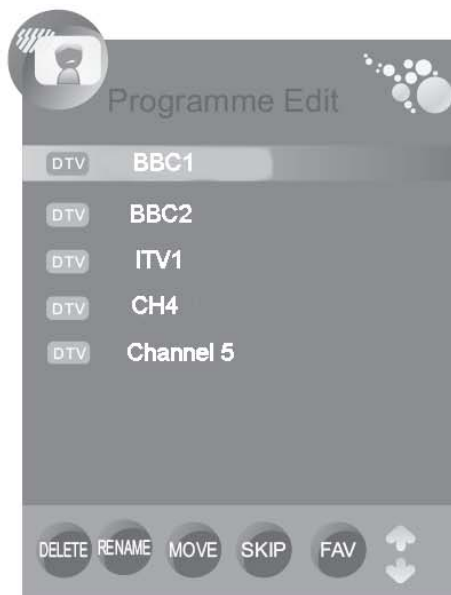 Programme Edit
DTV BBC1
DTV BBC2
DTV ITV1
DTV CH4
DTV Channel 5
DELETE RENAME MOVE SKIP FAV